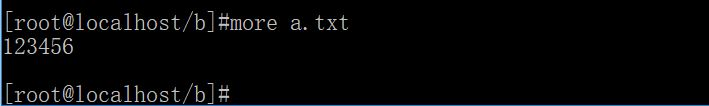 [root@localhost/b]#more a.txt
123456
[root@localhost/b]#